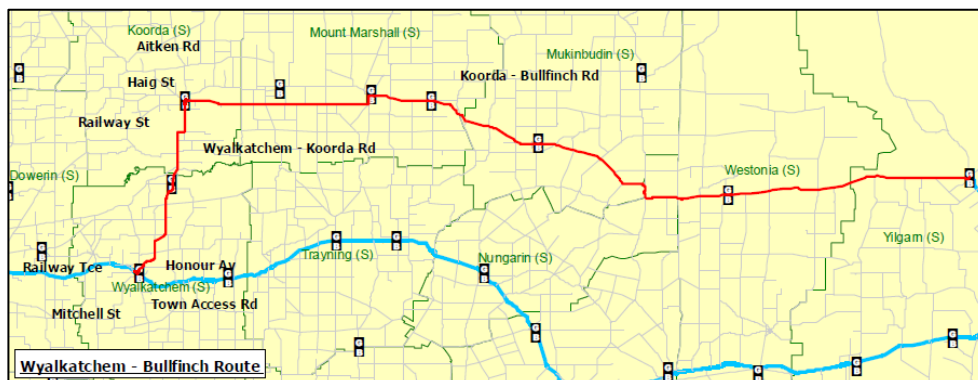 Koorda (S)
Aitken Rd
Mount Marshall (S)
Mukinbudin (S)
Haig St
Koorda - Bullfinch Rd
Railway St
Wyalkatchem - Koorda Rd
Dowerin (S)
Westonia (S)
Yilgarn (S)
Railway Tce
Honour Av
Trayning (S)
Nungarin (S)
Wyalkatchem (S)
Mitchell St
Town Access Rd
Wyalkatchem - Bullfinch Route